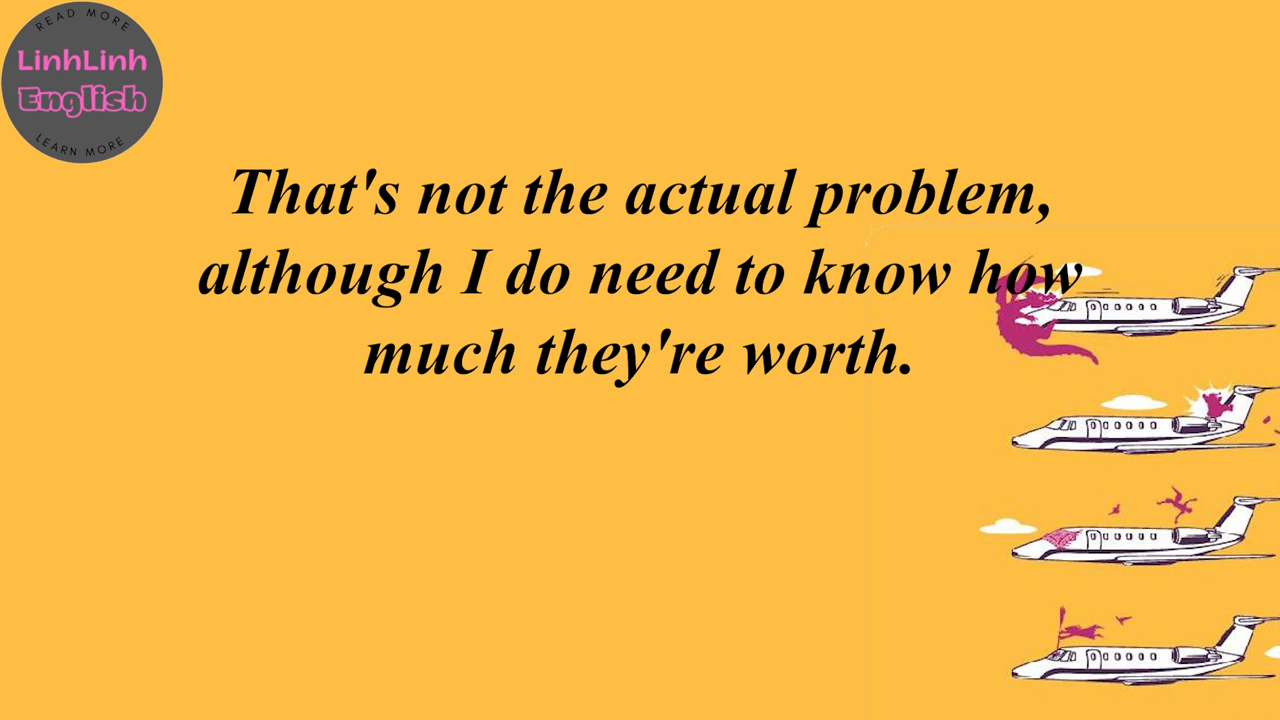 READ MORE
LinhLinh
English
LEARN MORE
That's not the actual problem,
although I do need to know how
much they're worth.